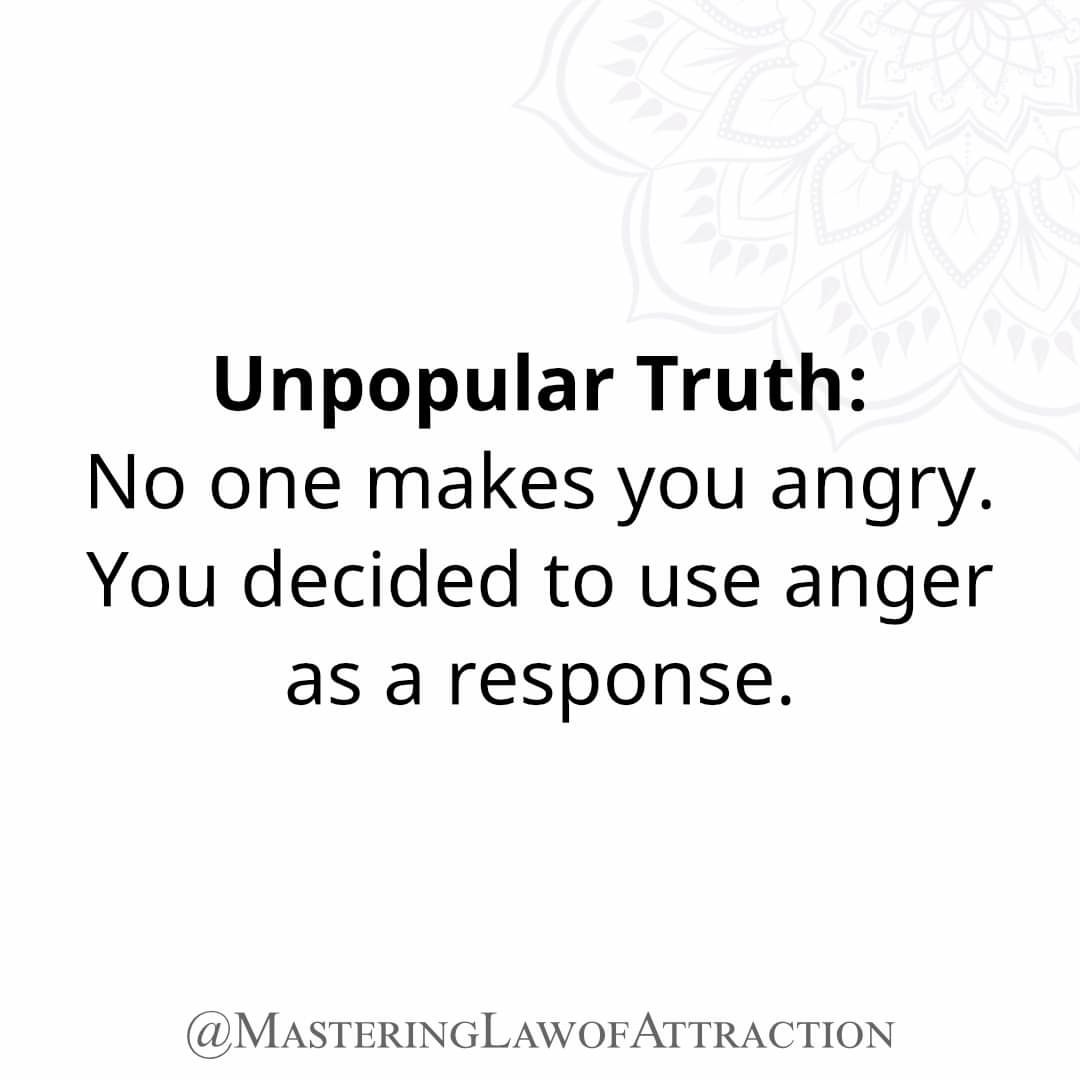 Unpopular Truth:
No one makes you angry.
You decided to use anger
as a response.
@MasteringLawofAttraction